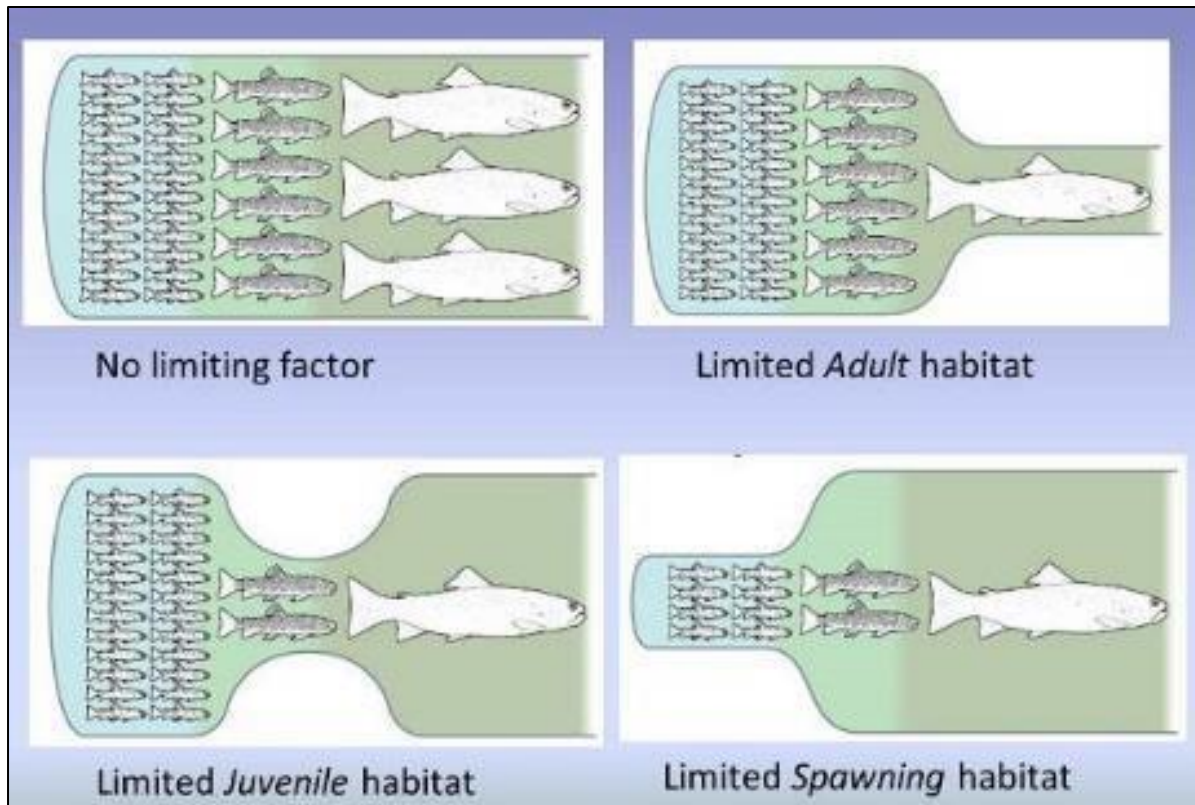 No limiting factor
Limited Adult habitat
Limited Juvenile habitat
Limited Spawning habitat